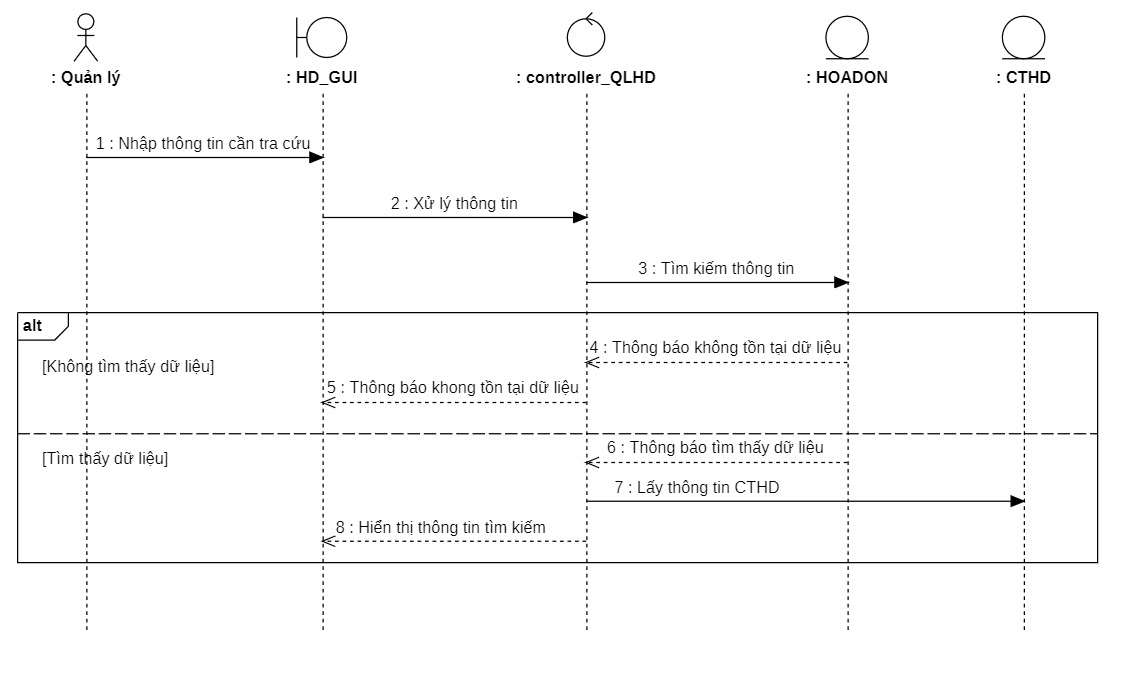 : Quản lý
: HD_GUI
: controller_QLHD
: HOADON
: CTHD
1 : Nhập thông tin cần tra cứu
2 : Xử lý thông tin
3 : Tìm kiếm thông tin
alt
4 : Thông báo không tồn tại dữ liệu
[Không tìm thấy dữ liệu]
5 : Thông báo khong tồn tại dữ liệu
6 : Thông báo tìm thấy dữ liệu
[Tìm thấy dữ liệu]
7 : Lấy thông tin CTHD
8 : Hiển thị thông tin tìm kiếm